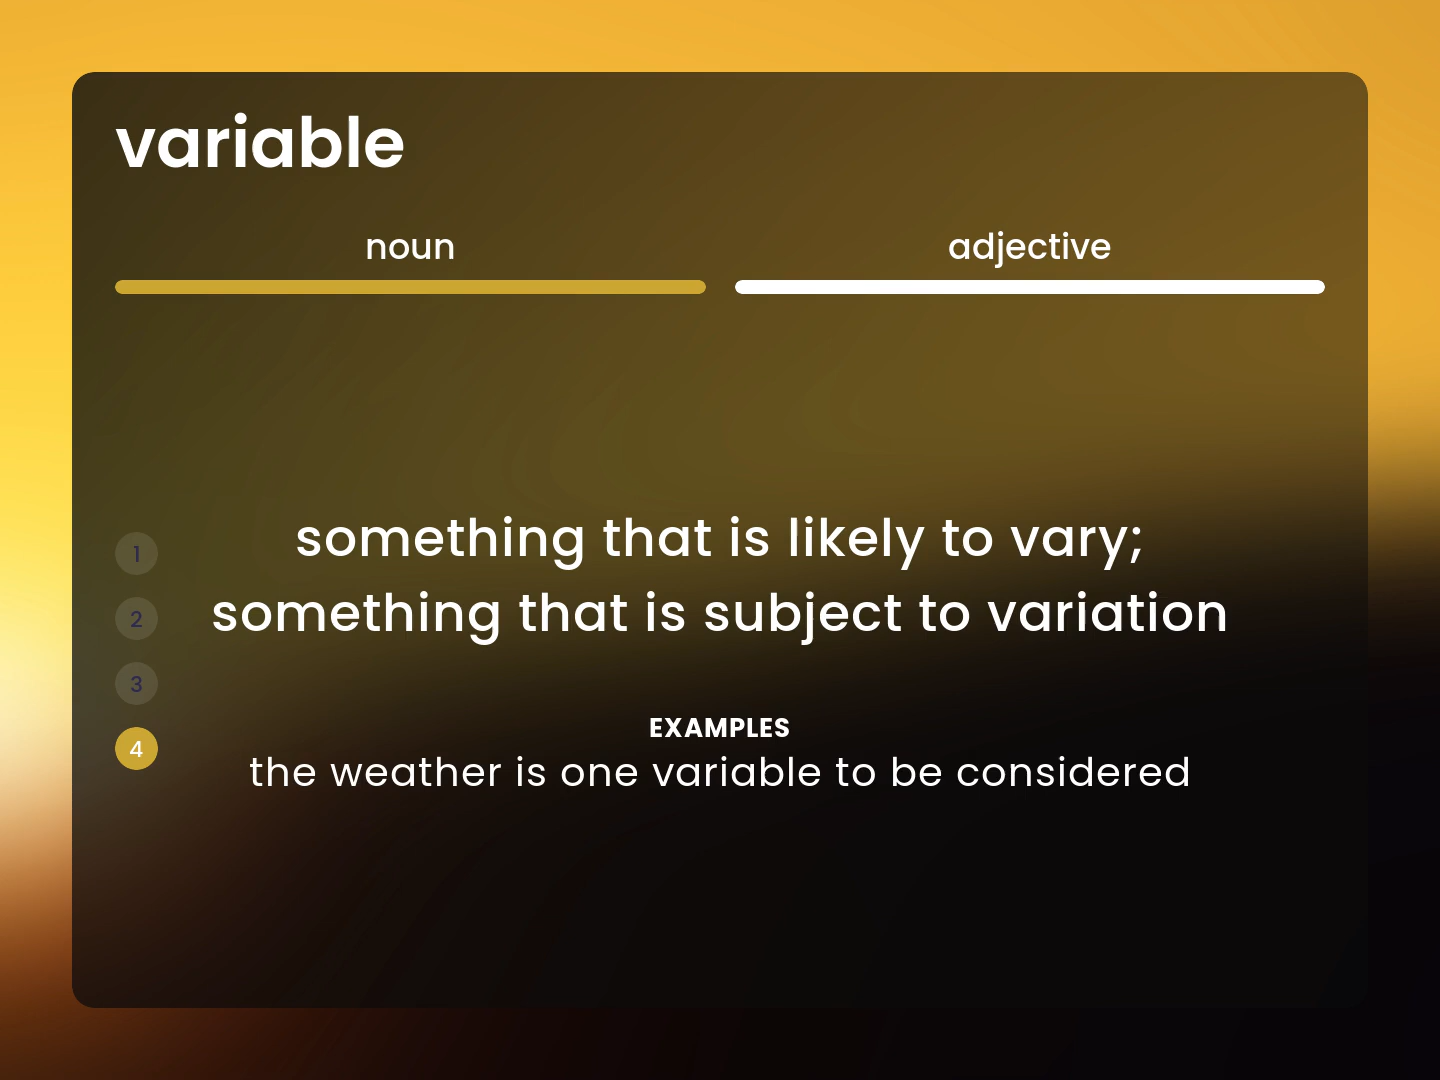 variable
noun
adjective
something that is likely to vary;
something that is subject to variation
1
2
3
4
EXAMPLES
the weather is one variable to be considered